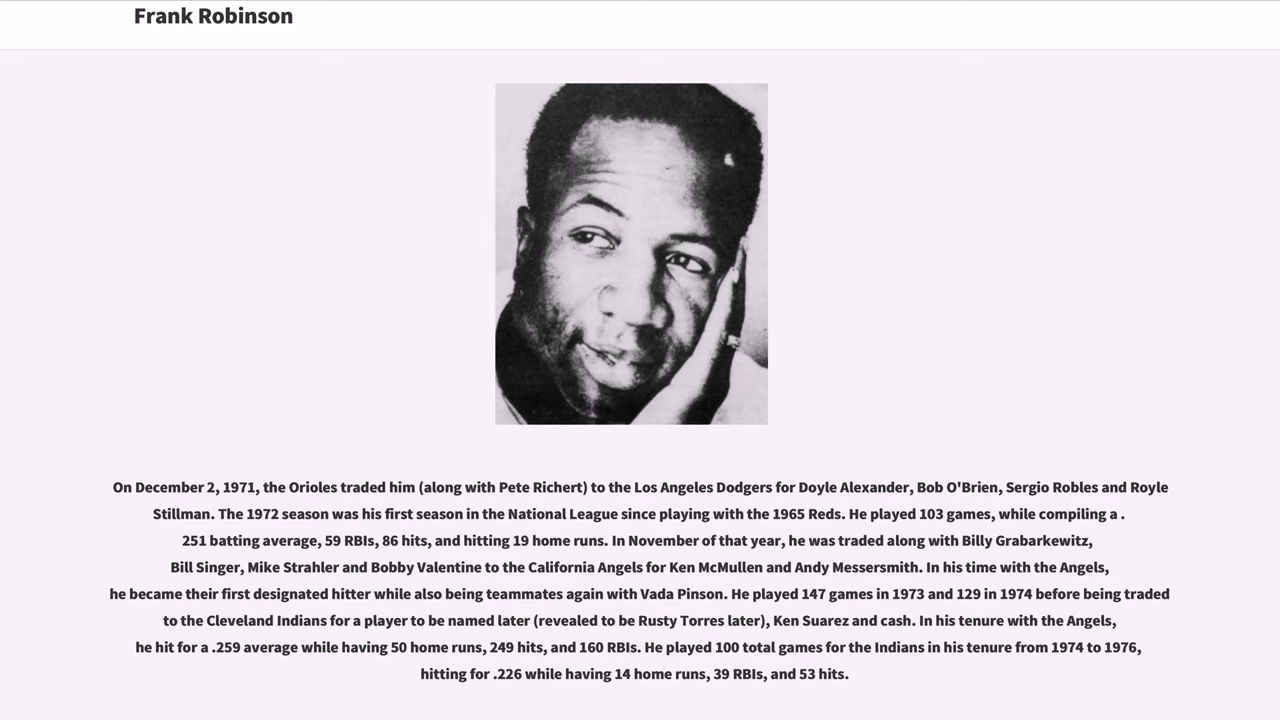 Frank Robinson
On December 2, 1971, the Orioles traded him (along with Pete Richert) to the Los Angeles Dodgers for Doyle Alexander, Bob O'Brien, Sergio Robles and Royle
Stillman. The 1972 season was his first season in the National League since playing with the 1965 Reds. He played 103 games, while compiling a .
251 batting average, 59 RBIs, 86 hits, and hitting 19 home runs. In November of that year, he was traded along with Billy Grabarkewitz,
Bill Singer, Mike Strahler and Bobby Valentine to the California Angels for Ken McMullen and Andy Messersmith. In his time with the Angels,
he became their first designated hitter while also being teammates again with Vada Pinson. He played 147 games in 1973 and 129 in 1974 before being traded
to the Cleveland Indians for a player to be named later (revealed to be Rusty Torres later), Ken Suarez and cash. In his tenure with the Angels,
he hit for a .259 average while having 50 home runs, 249 hits, and 160 RBIs. He played 100 total games for the Indians in his tenure from 1974 to 1976,
hitting for .226 while having 14 home runs, 39 RBIs, and 53 hits.